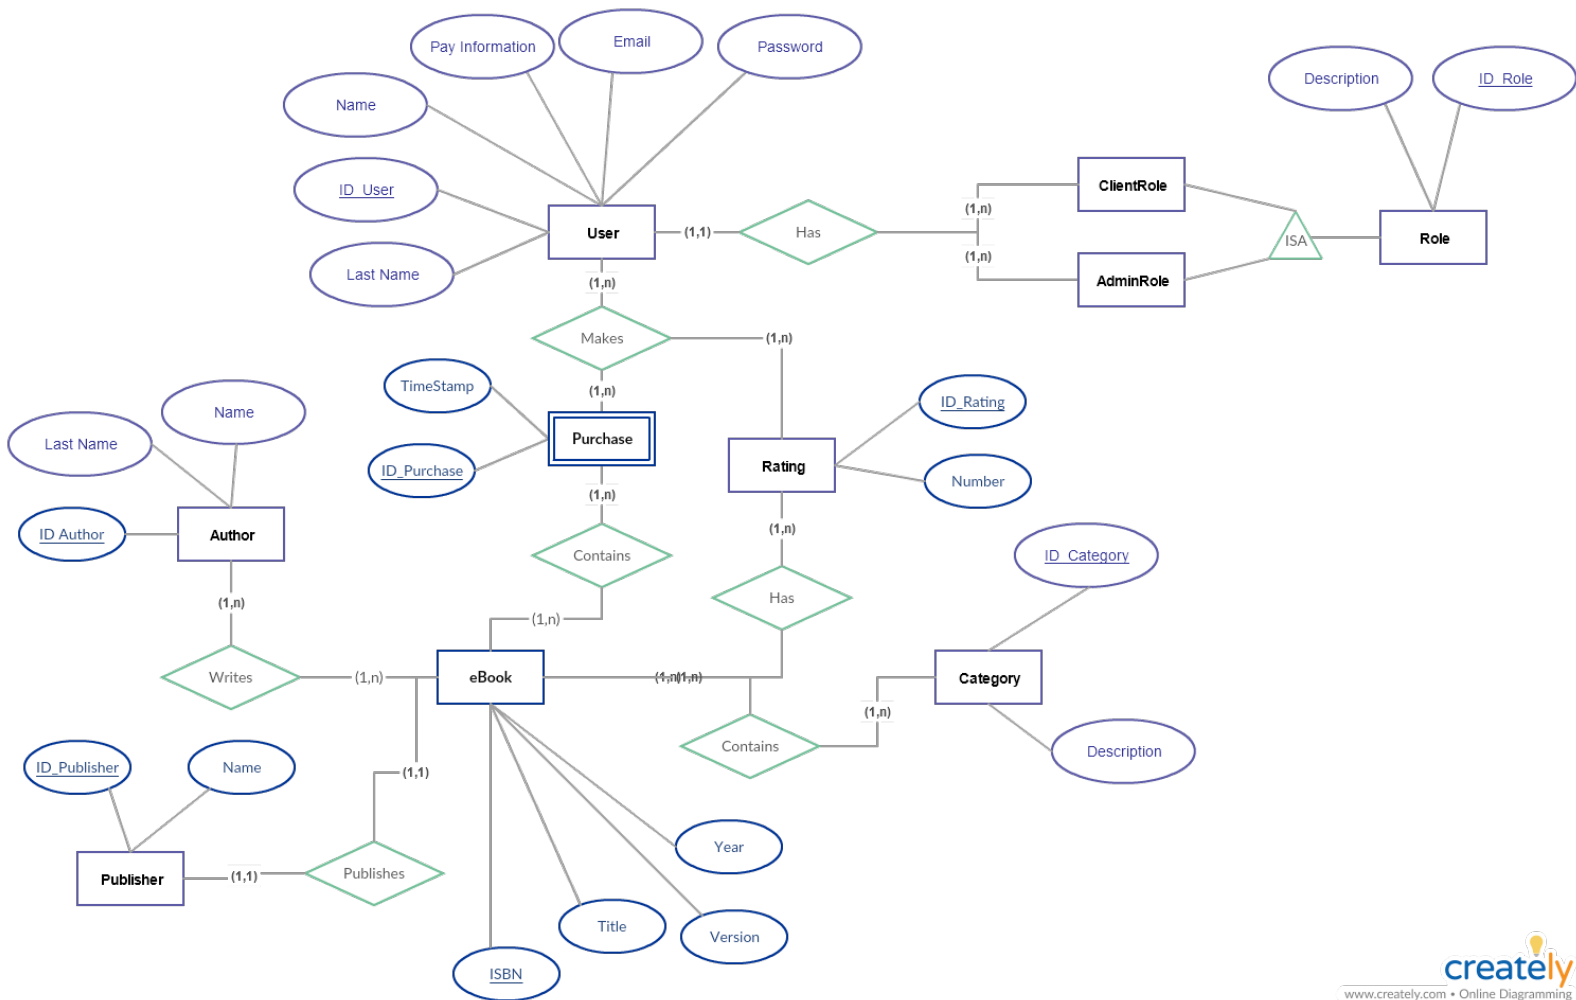 Pay Information
Email
Password
Name
Description
ID_Role
ID_User
ClientRole
(1,n)
User
(1,1)
Has
ISA
Role
(1,n)
AdminRole
Last Name
(1,n)
Makes
(1,n)
TimeStamp
(1,n)
ID_Rating
Name
Last Name
Purchase
ID_Purchase
Rating
Number
(1,n)
(1,n)
ID Author
Author
Contains
ID_Category
(1,n)
Has
(1,n)
Writes
(1,n)
eBook
(1,n)
(1,n)
Category
(1,n)
Contains
Description
ID_Publisher
Name
(1,1)
Year
Publisher
(1,1)
Publishes
Title
Version
ISBN
creately
www.creately.com • Online Diagramming